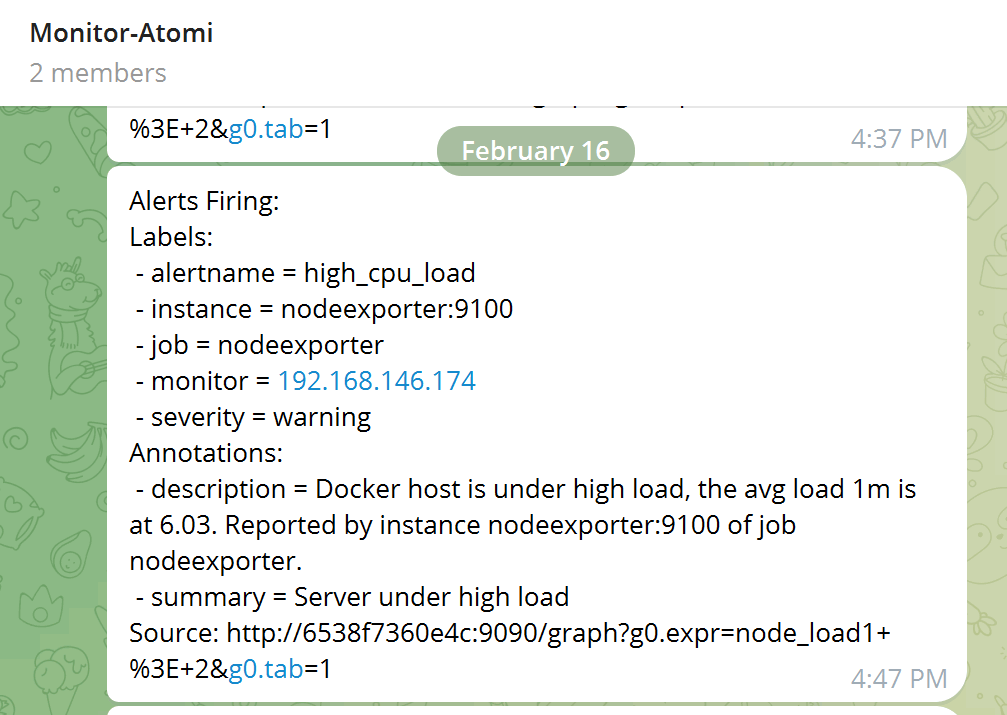 Monitor-Atomi
2 members
%3E+2&g0.tab=1
4:37 PM
February 16
Alerts Firing:
Labels:
- alertname = high_cpu_load
- instance = nodeexporter:9100
- job = nodeexporter
- monitor = 192.168.146.174
- severity = warning
Annotations:
- description = Docker host is under high load, the avg load 1m is
at 6.03. Reported by instance nodeexporter:9100 of job
nodeexporter.
- summary = Server under high load
Source: http://6538f7360e4c:9090/graph?g0.expr=node_load1+
%3E+2&g0.tab=1
4:47 PM